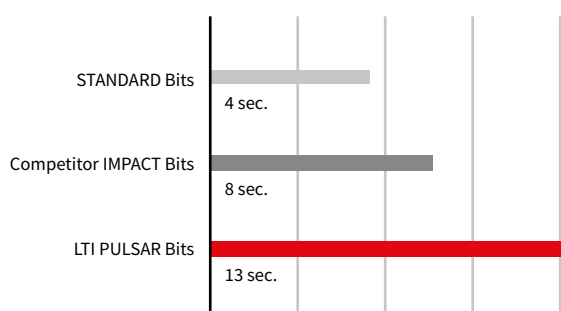 STANDARD Bits
4 sec.
Competitor IMPACT Bits
8 sec.
LTI PULSAR Bits
13 sec.